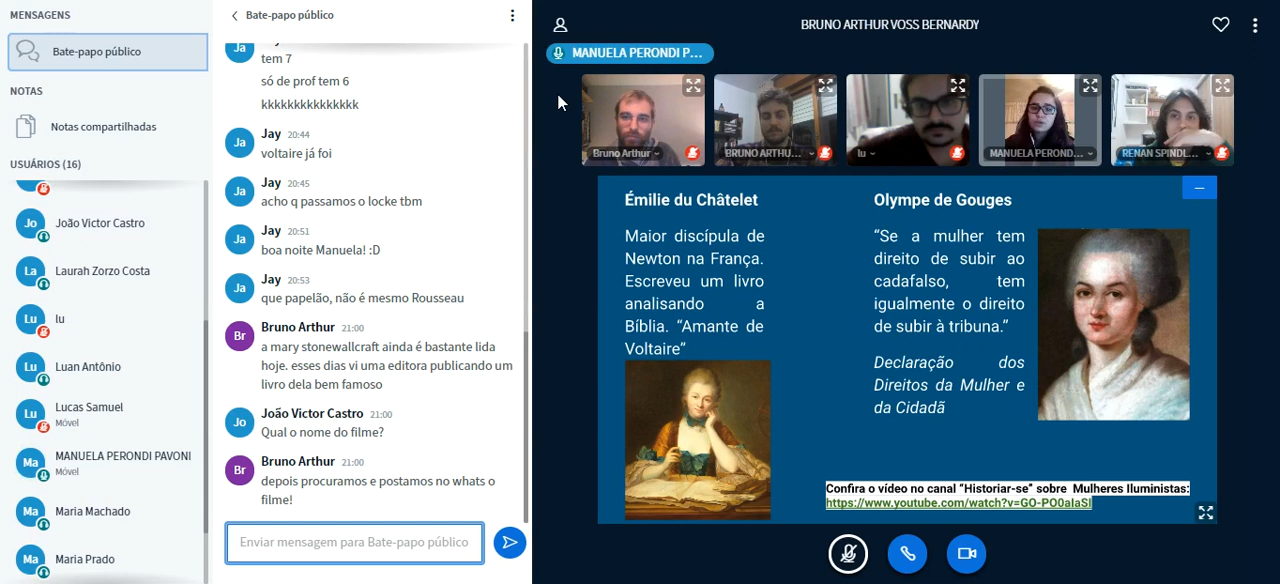 MENSAGENS
Bate-papo público
NOTAS
Notas compartilhadas
USUÁRIOS (16)
Jo
João Victor Castro
La
Laurah Zorzo Costa
Lu
lu
Lu
Luan Antônio
Lu
Lucas Samuel
Móvel
Ma
MANUELA PERONDI PAVONI
Móvel
Ma
Maria Machado
Ma
Maria Prado
Bate-papo público
Ja
tem 7
só de prof tem 6
kkkkkkkkkkkkkkk
Ja
Jay 20:44
voltaire já foi
Ja
Jay 20:45
acho q passamos o locke tbm
Ja
Jay 20:51
boa noite Manuela! :D
Ja
Jay 20:53
que papelão, não é mesmo Rousseau
Br
Bruno Arthur 21:00
a mary stonewallcraft ainda é bastante lida
hoje. esses dias vi uma editora publicando um
livro dela bem famoso
Jo
João Victor Castro 21:00
Qual o nome do filme?
Br
Bruno Arthur 21:00
depois procuramos e postamos no whats o
filme!
Enviar mensagem para Bate-papo público
BRUNO ARTHUR VOSS BERNARDY
MANUELA PERONDI P...
Bruno Arthur
BRUNO ARTHU...
lu
MANUELA PEROND...
RENAN SPINDL...
Émilie du Châtelet
Maior discípula de
Newton na França.
Escreveu um livro
analisando a
Bíblia. “Amante de
Voltaire”
Olympe de Gouges
“Se a mulher tem
direito de subir ao
cadafalso, tem
igualmente o direito
de subir à tribuna.”
Declaração dos
Direitos da Mulher e
da Cidadã
Confira o vídeo no canal “Historiar-se” sobre Mulheres Iluministas:
https://www.youtube.com/watch?v=GO-PO0aIaSI